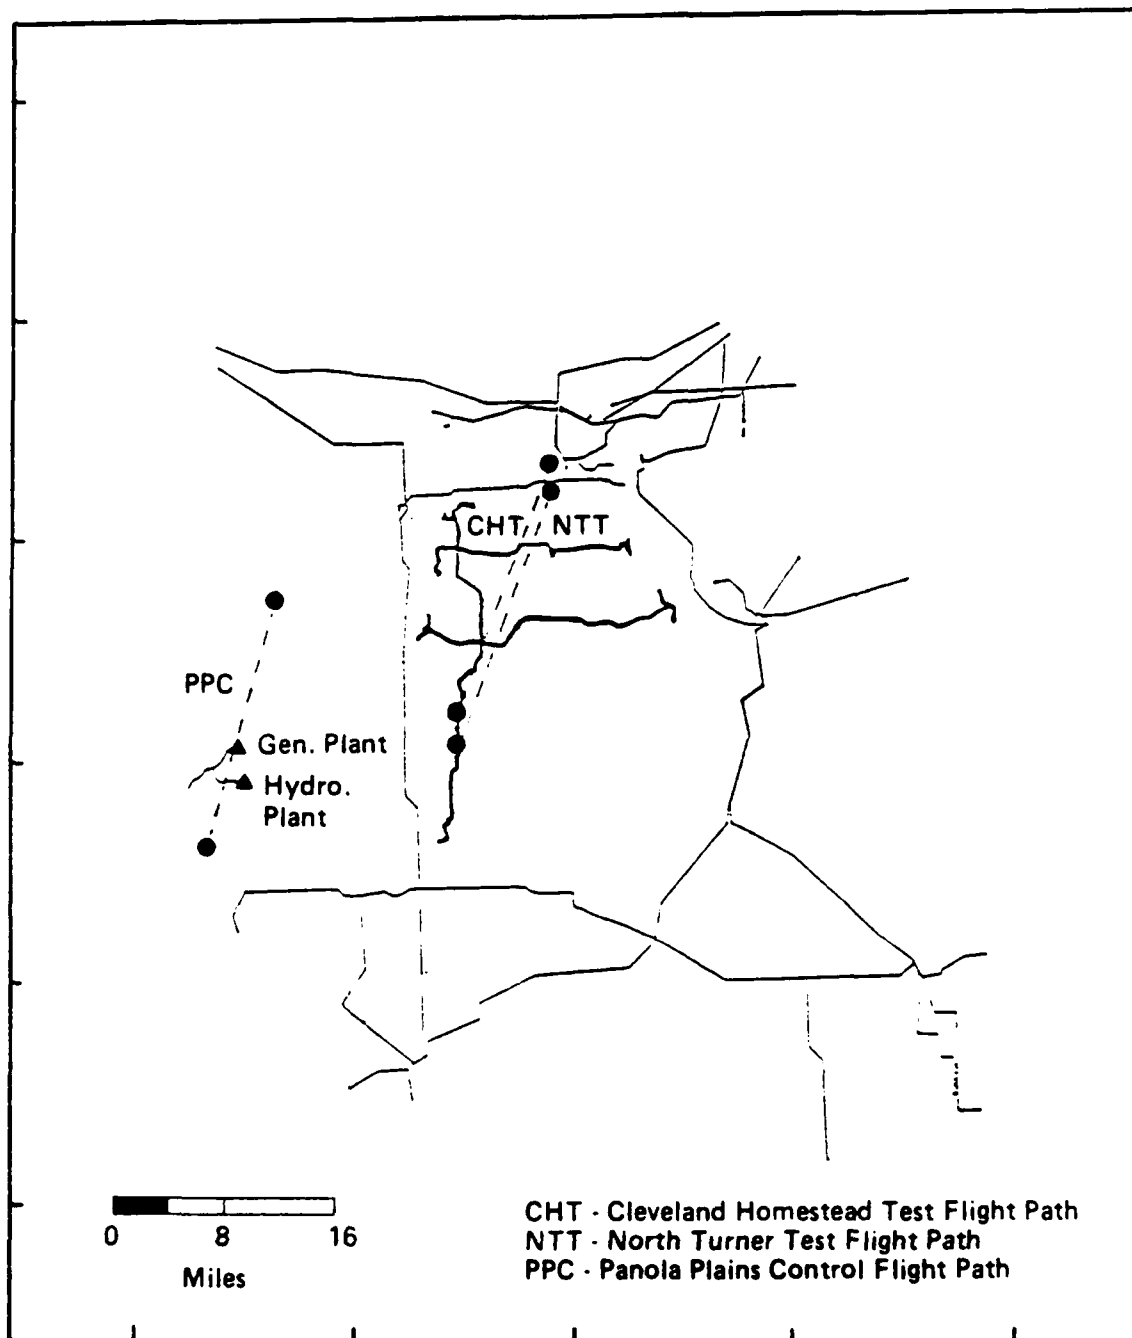 CHT NTT
PPC
Gen. Plant
Hydro.
Plant
0 8 16
Miles
CHT - Cleveland Homestead Test Flight Path
NTT - North Turner Test Flight Path
PPC - Panola Plains Control Flight Path